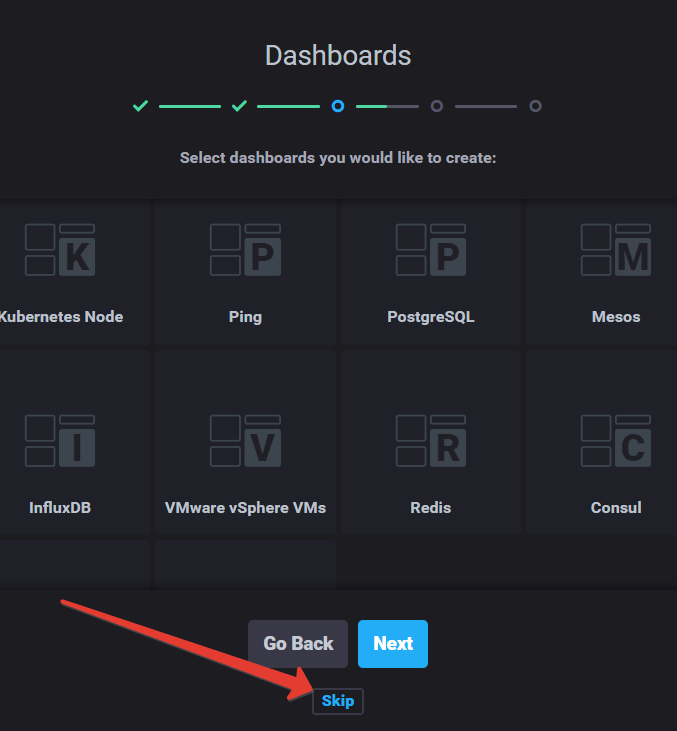 Dashboards
Select dashboards you would like to create:
K P P M
Kubernetes Node Ping PostgreSQL Mesos
I V R C
InfluxDB VMware vSphere VMs Redis Consul
Go Back Next
Skip